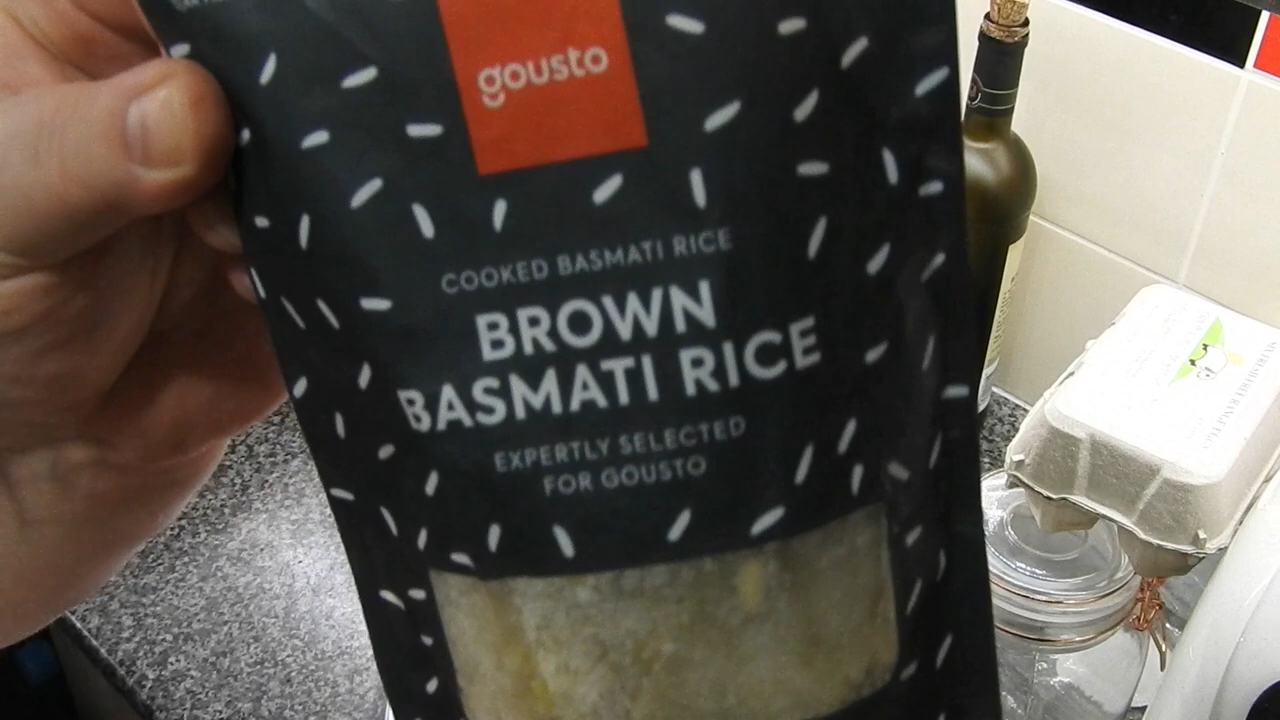 gousto
COOKED BASMATI RICE
BROWN
BASMATI RICE
EXPERTLY SELECTED
FOR GOUSTO